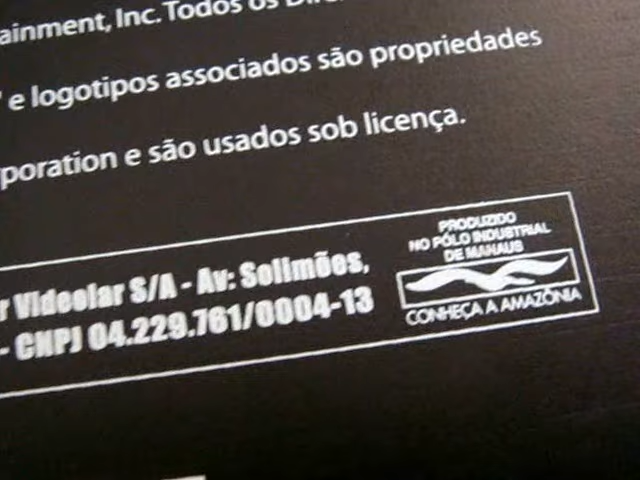 ainment, Inc. Todos os Dire
e logotipos associados são propriedades
poration e são usados sob licença.
r Videolar S/A - Av: Solimões,
- CNPJ 04.229.761/0004-13
PRODUZIDO
NO PÓLO INDUSTRIAL
DE MANAUS
CONHEÇA A AMAZÔNIA